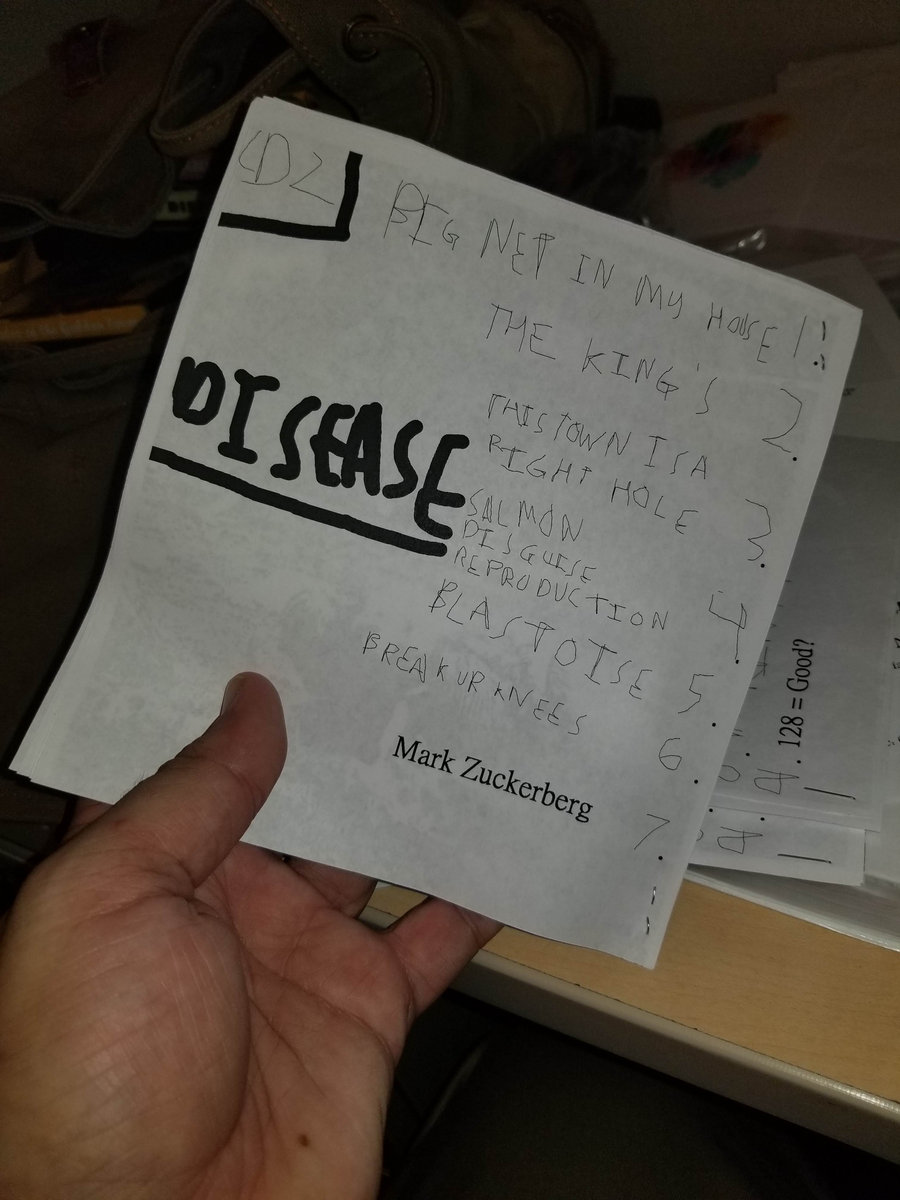 CD2
BIG NET IN MY HOUSE 1.
THE KING'S 2.
THIS TOWN IS A
RIGHT HOLE 3.
SALMON
DISGUISE
REPRODUCTION 4.
BLASTOISE 5.
BREAK UR KNEES 6.
Mark Zuckerberg 7.
DISEASE
128 = Good?